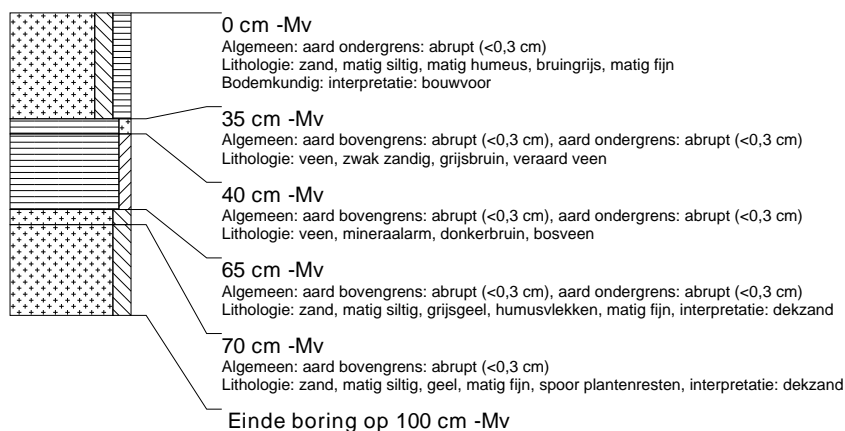 0 cm -Mv
Algemeen: aard ondergrens: abrupt (<0,3 cm)
Lithologie: zand, matig siltig, matig humeus, bruingrijs, matig fijn
Bodemkundig: interpretatie: bouwvoor
35 cm -Mv
Algemeen: aard bovengrens: abrupt (<0,3 cm), aard ondergrens: abrupt (<0,3 cm)
Lithologie: veen, zwak zandig, grijsbruin, veraard veen
40 cm -Mv
Algemeen: aard bovengrens: abrupt (<0,3 cm), aard ondergrens: abrupt (<0,3 cm)
Lithologie: veen, mineraalarm, donkerbruin, bosveen
65 cm -Mv
Algemeen: aard bovengrens: abrupt (<0,3 cm), aard ondergrens: abrupt (<0,3 cm)
Lithologie: zand, matig siltig, grijsgeel, humusvlekken, matig fijn, interpretatie: dekzand
70 cm -Mv
Algemeen: aard bovengrens: abrupt (<0,3 cm)
Lithologie: zand, matig siltig, geel, matig fijn, spoor plantenresten, interpretatie: dekzand
Einde boring op 100 cm -Mv